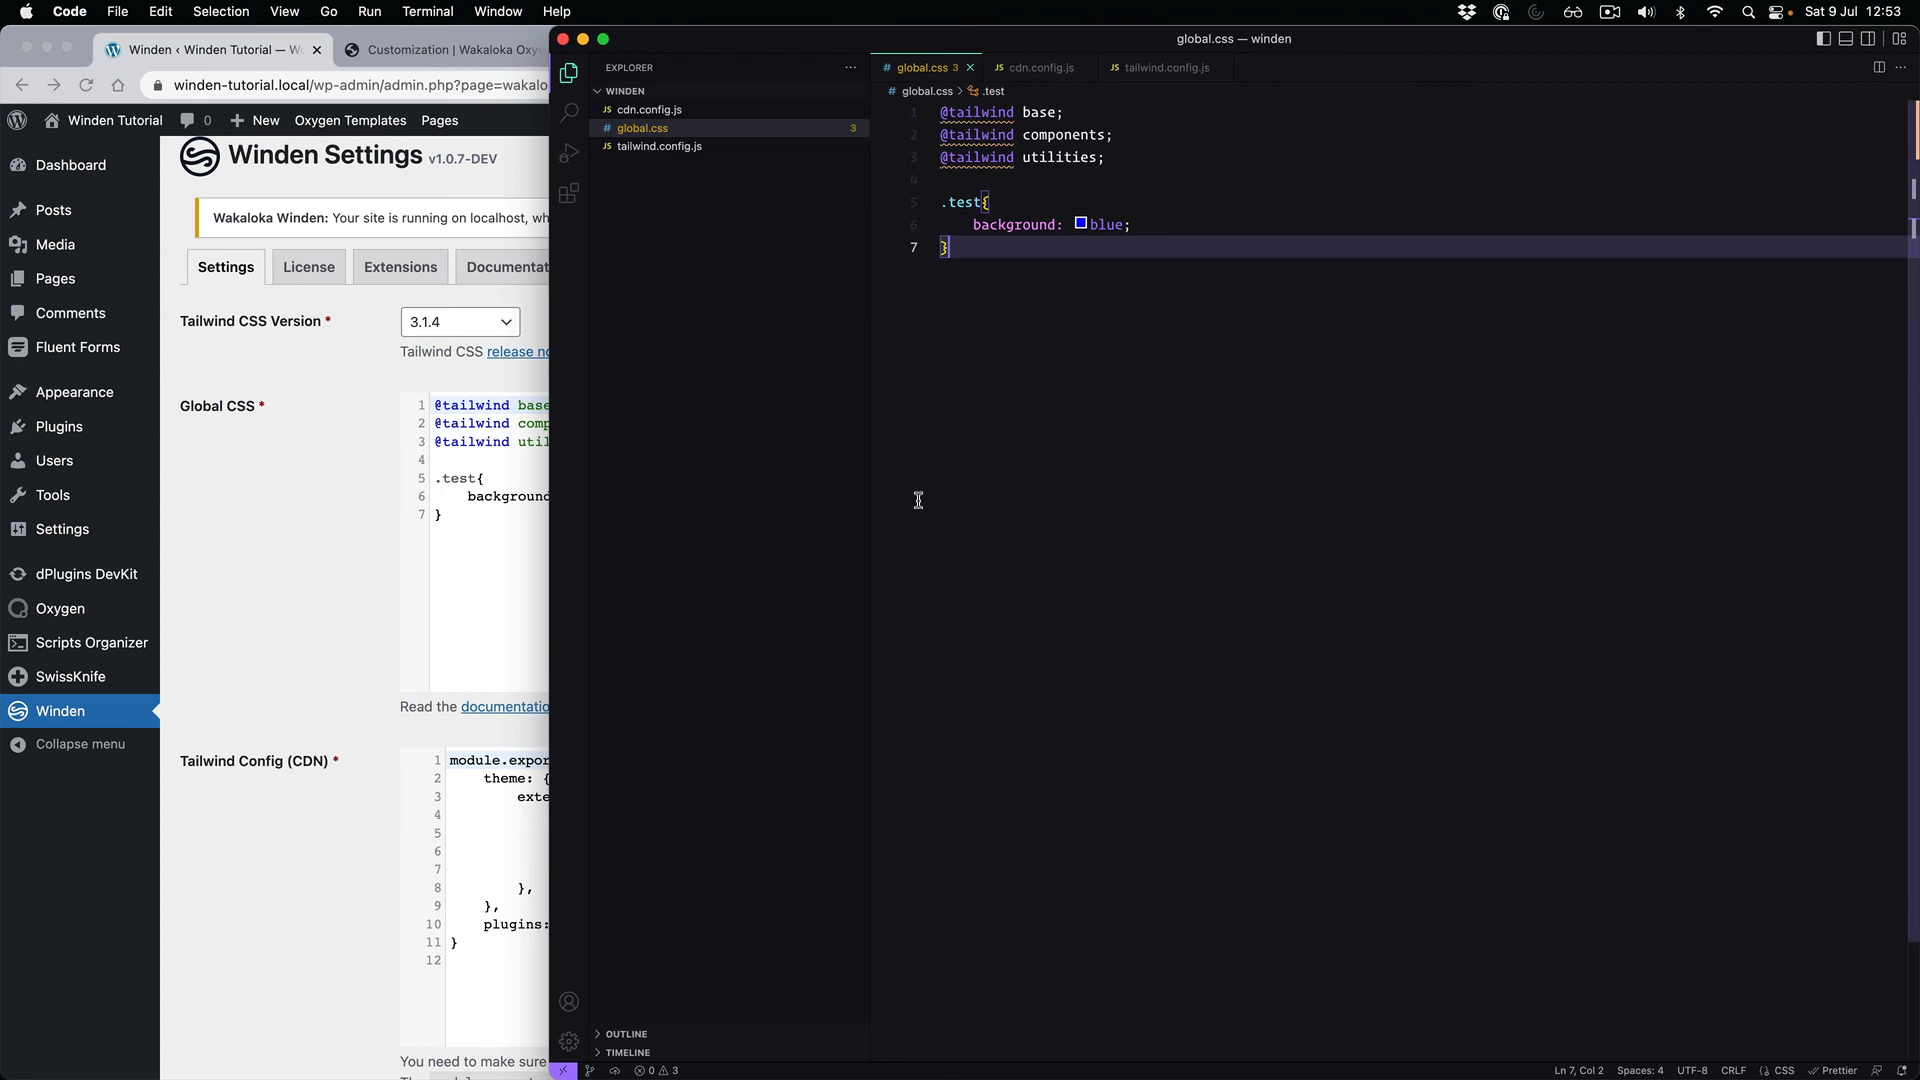 Code File Edit Selection View Go Run Terminal Window Help Sat 9 Jul 12:53
Winden ‹ Winden Tutorial — W
Customization | Wakaloka Oxy
winden-tutorial.local/wp-admin/admin.php?page=wakalo
Winden Tutorial 0 New Oxygen Templates Pages
Dashboard
Posts
Media
Pages
Comments
Fluent Forms
Appearance
Plugins
Users
Tools
Settings
dPlugins DevKit
Oxygen
Scripts Organizer
SwissKnife
Winden
Collapse menu
Winden Settings v1.0.7-DEV
Wakaloka Winden: Your site is running on localhost, wh
Settings License Extensions Documentat
Tailwind CSS Version *
3.1.4
Tailwind CSS release no
Global CSS *
1 @tailwind base
2 @tailwind comp
3 @tailwind util
4
5 .test{
6 background
7 }
Read the documentatio
Tailwind Config (CDN) *
1 module.expor
2 theme: {
3 exte
4
5
6
7
8 },
9 },
10 plugins:
11 }
12
You need to make sure
global.css — winden
EXPLORER
WINDEN
JS cdn.config.js
# global.css 3
JS tailwind.config.js
OUTLINE
TIMELINE
# global.css 3
JS cdn.config.js
JS tailwind.config.js
# global.css > .test
1 @tailwind base;
2 @tailwind components;
3 @tailwind utilities;
4
5 .test{
6 background: blue;
7 }
0 3
Ln 7, Col 2 Spaces: 4 UTF-8 CRLF {} CSS Prettier